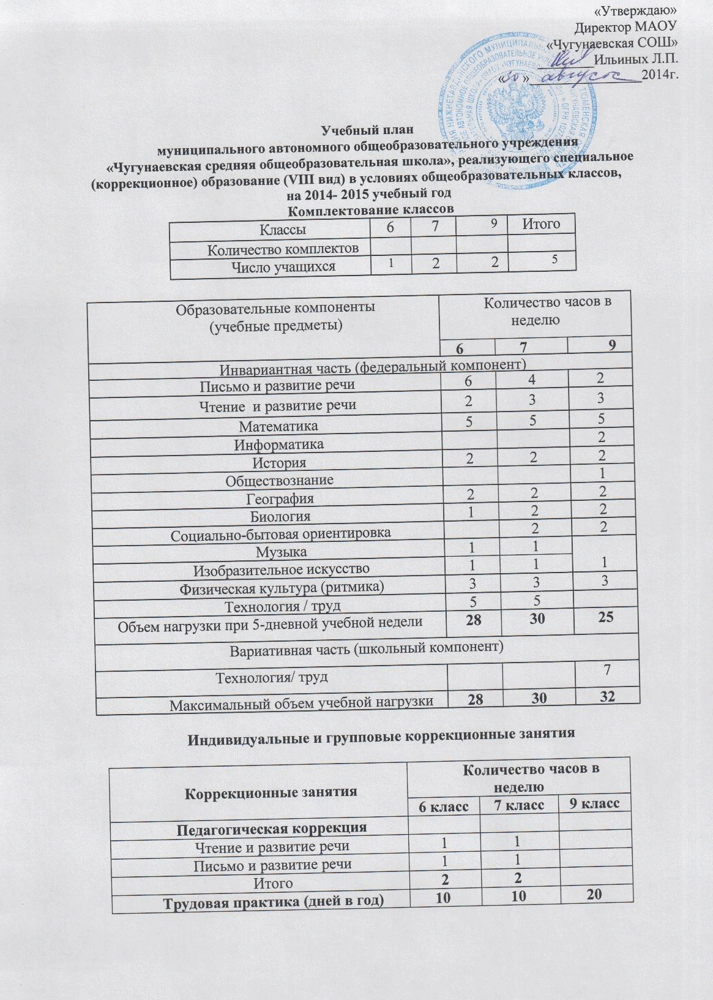 «Утверждаю»
Директор МАОУ
«Чугунаевская СОШ»
Ильиных Л.П.
«30» августа 2014г.
Учебный план
муниципального автономного общеобразовательного учреждения
«Чугунаевская средняя общеобразовательная школа», реализующего специальное
(коррекционное) образование (VIII вид) в условиях общеобразовательных классов,
на 2014- 2015 учебный год
Комплектование классов
Классы 6 7 9 Итого
Количество комплектов
Число учащихся 1 2 2 5
Образовательные компоненты
(учебные предметы)
Количество часов в
неделю
6 7 9
Инвариантная часть (федеральный компонент)
Письмо и развитие речи 6 4 2
Чтение и развитие речи 2 3 3
Математика 5 5 5
Информатика 2
История 2 2 2
Обществознание 1
География 2 2 2
Биология 1 2 2
Социально-бытовая ориентировка 2 2
Музыка 1 1
Изобразительное искусство 1 1 1
Физическая культура (ритмика) 3 3 3
Технология / труд 5 5
Объем нагрузки при 5-дневной учебной недели 28 30 25
Вариативная часть (школьный компонент)
Технология/ труд 7
Максимальный объем учебной нагрузки 28 30 32
Индивидуальные и групповые коррекционные занятия
Коррекционные занятия
Количество часов в
неделю
6 класс 7 класс 9 класс
Педагогическая коррекция
Чтение и развитие речи 1 1
Письмо и развитие речи 1 1
Итого 2 2
Трудовая практика (дней в год) 10 10 20